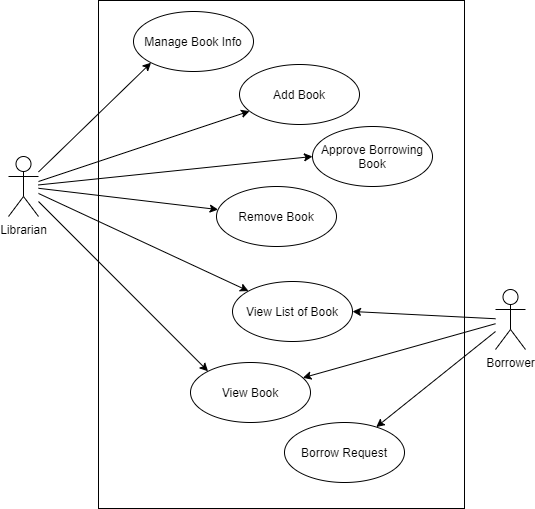 Manage Book Info
Add Book
Approve Borrowing
Book
Librarian
Remove Book
View List of Book
Borrower
View Book
Borrow Request